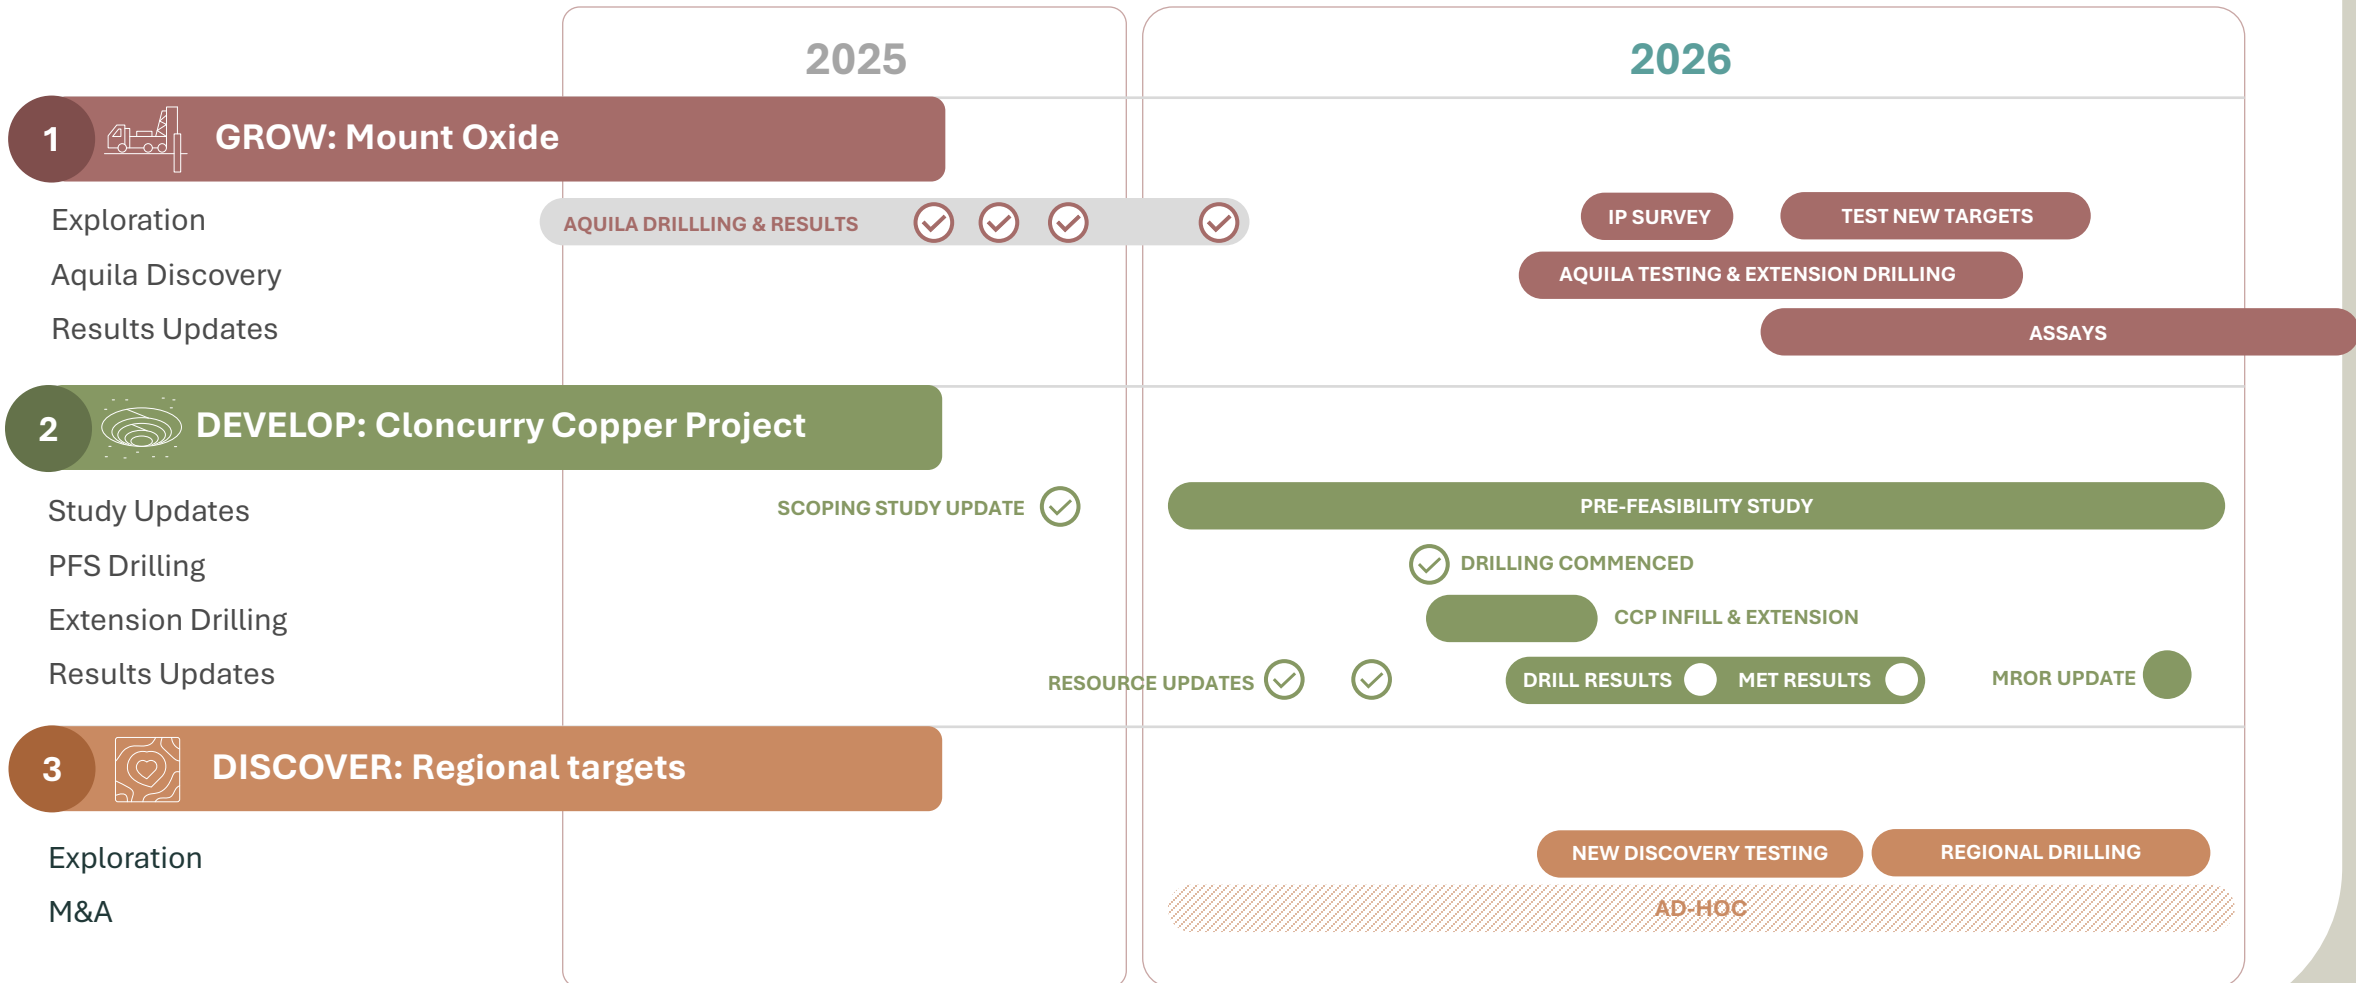 2025
2026
1
GROW: Mount Oxide
Exploration
AQUILA DRILLLING & RESULTS
IP SURVEY
TEST NEW TARGETS
Aquila Discovery
AQUILA TESTING & EXTENSION DRILLING
Results Updates
ASSAYS
2
DEVELOP: Cloncurry Copper Project
Study Updates
SCOPING STUDY UPDATE
PRE-FEASIBILITY STUDY
PFS Drilling
DRILLING COMMENCED
Extension Drilling
CCP INFILL & EXTENSION
Results Updates
RESOURCE UPDATES
DRILL RESULTS
MET RESULTS
MROR UPDATE
3
DISCOVER: Regional targets
Exploration
NEW DISCOVERY TESTING
REGIONAL DRILLING
M&A
AD-HOC